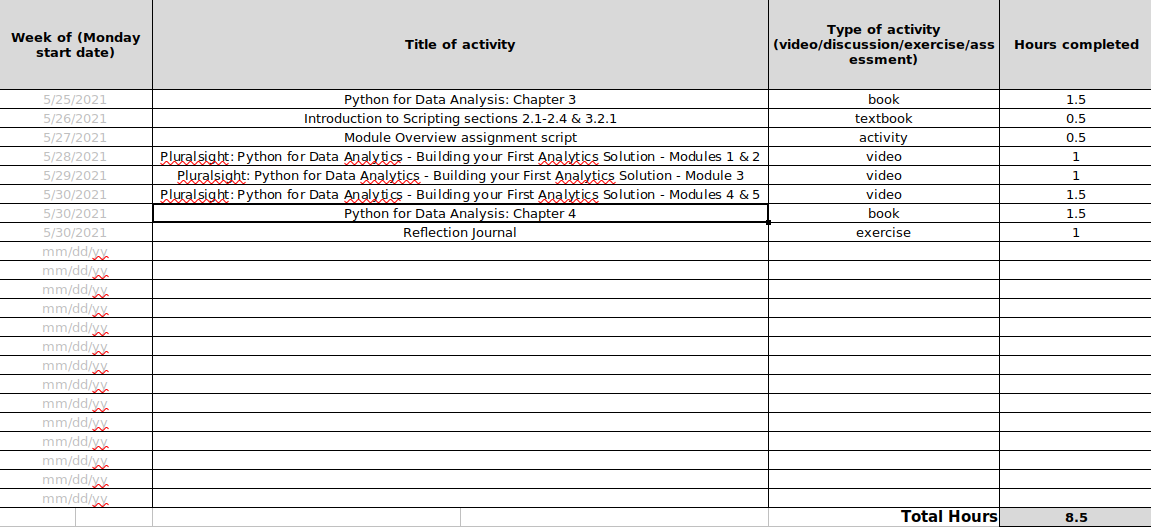 Week of (Monday start date) Title of activity Type of activity (video/discussion/exercise/assessment) Hours completed
5/25/2021 Python for Data Analysis: Chapter 3 book 1.5
5/26/2021 Introduction to Scripting sections 2.1-2.4 & 3.2.1 textbook 0.5
5/27/2021 Module Overview assignment script activity 0.5
5/28/2021 Pluralsight: Python for Data Analytics - Building your First Analytics Solution - Modules 1 & 2 video 1
5/29/2021 Pluralsight: Python for Data Analytics - Building your First Analytics Solution - Module 3 video 1
5/30/2021 Pluralsight: Python for Data Analytics - Building your First Analytics Solution - Modules 4 & 5 video 1.5
5/30/2021 Python for Data Analysis: Chapter 4 book 1.5
5/30/2021 Reflection Journal exercise 1
mm/dd/yy
mm/dd/yy
mm/dd/yy
mm/dd/yy
mm/dd/yy
mm/dd/yy
mm/dd/yy
mm/dd/yy
mm/dd/yy
mm/dd/yy
mm/dd/yy
mm/dd/yy
mm/dd/yy
mm/dd/yy
Total Hours 8.5